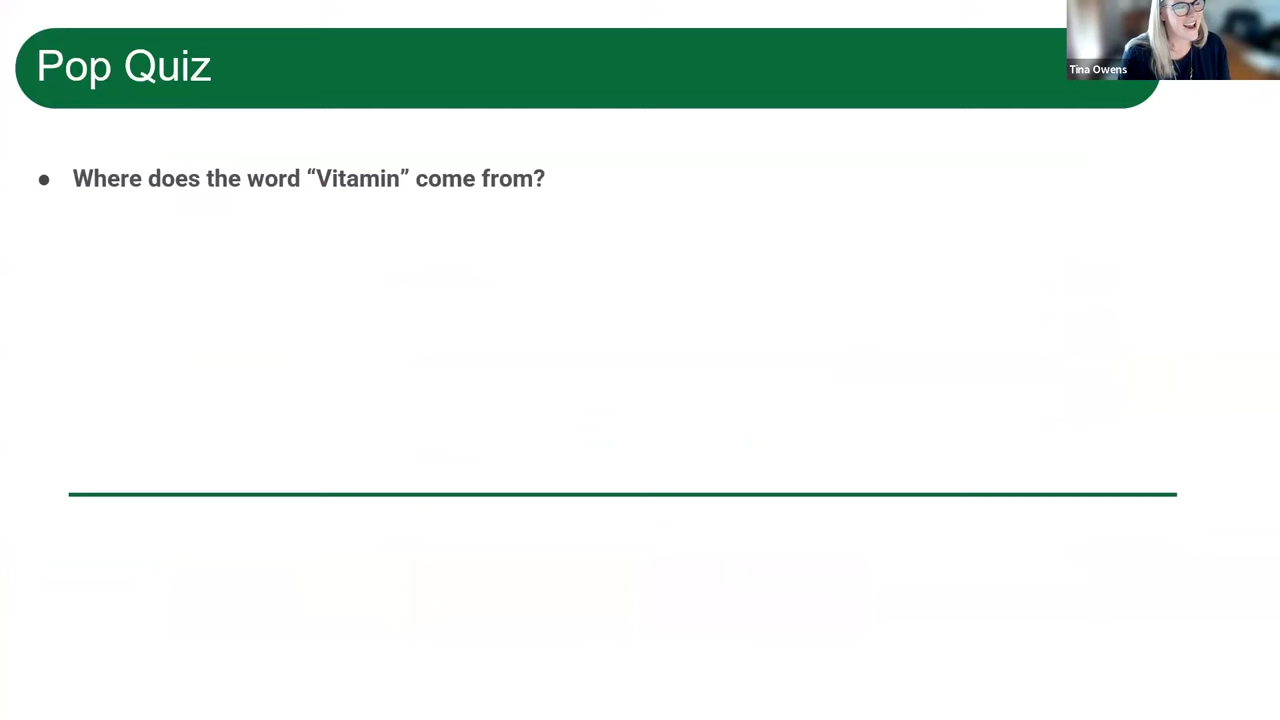 Pop Quiz
Tina Owens
● Where does the word “Vitamin” come from?